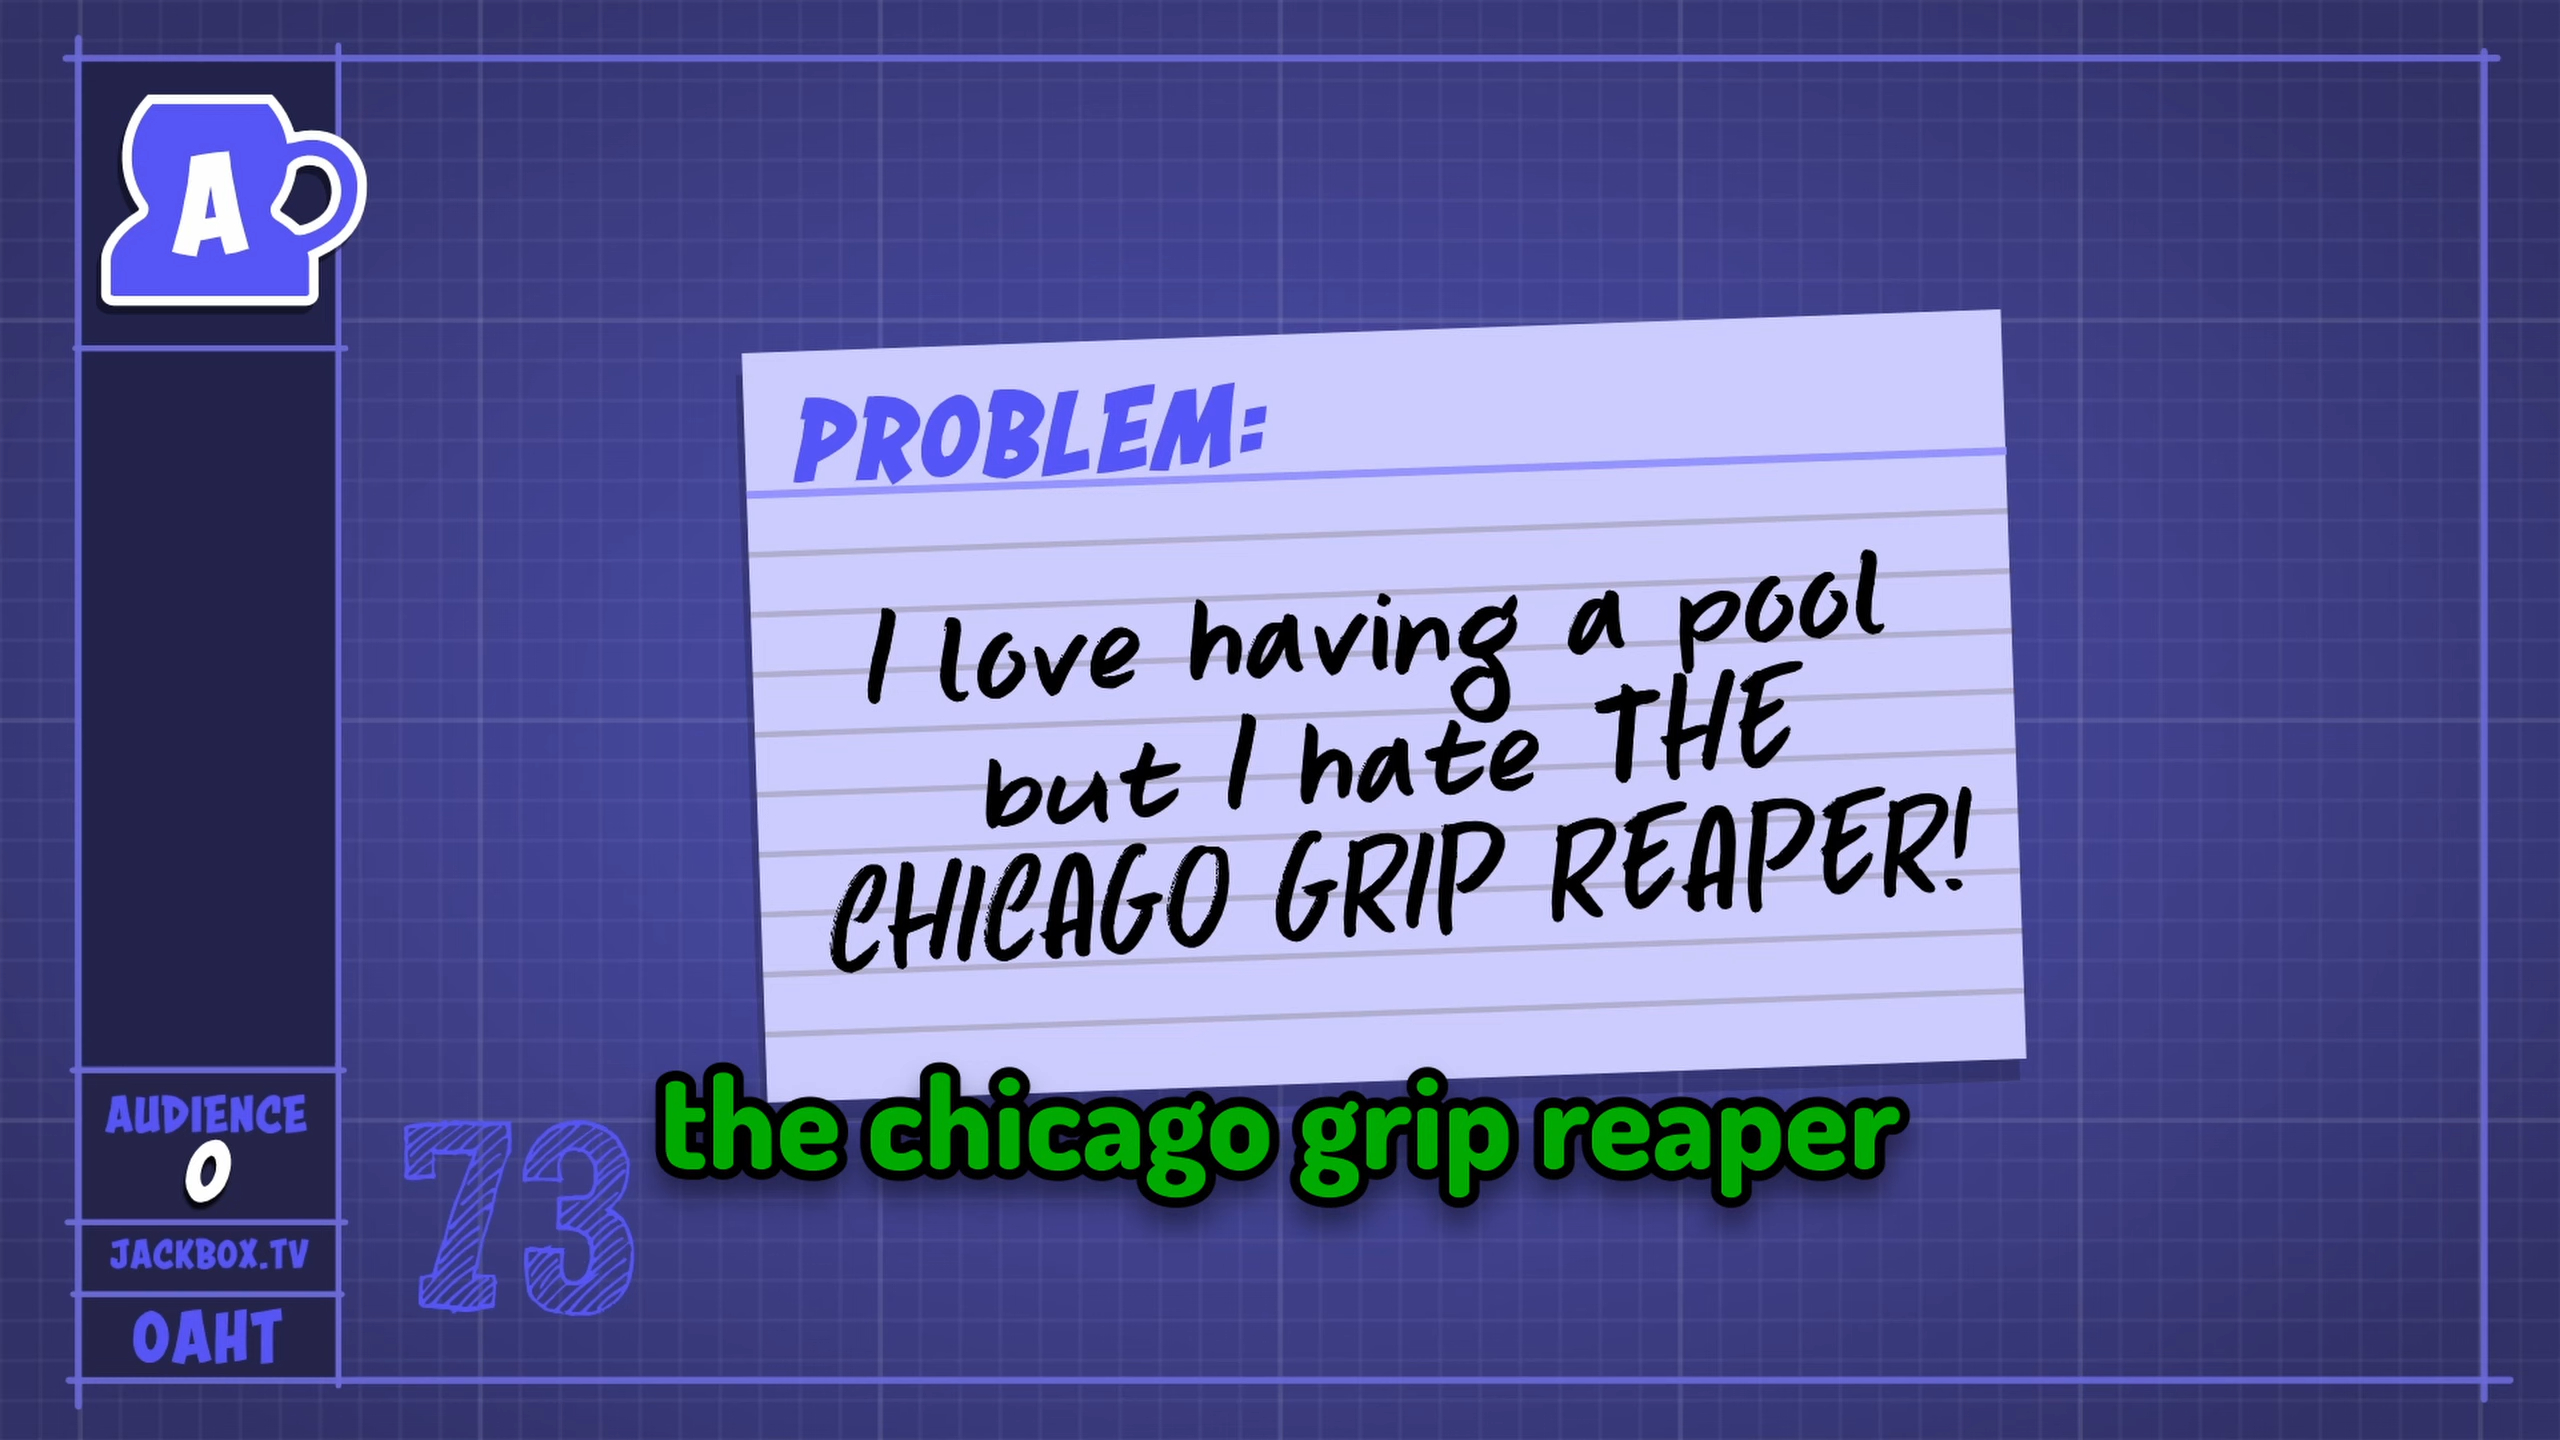 A
PROBLEM:
I love having a pool
but I hate THE
CHICAGO GRIP REAPER!
the chicago grip reaper
AUDIENCE
0
73
JACKBOX.TV
OAHT